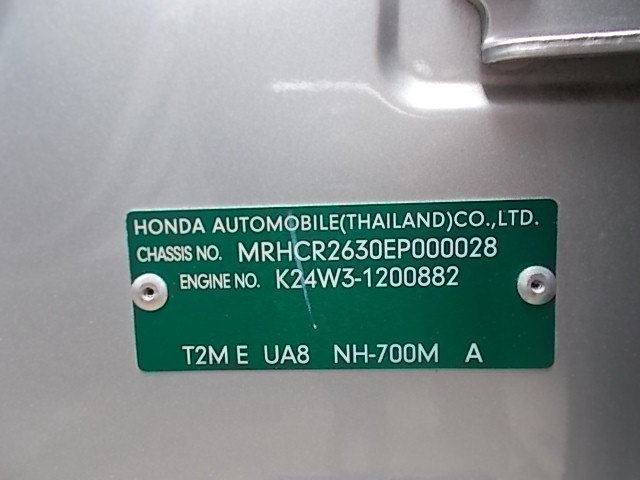 HONDA AUTOMOBILE(THAILAND)CO.,LTD.
CHASSIS NO. MRHCR2630EP000028
ENGINE NO. K24W3-1200882
T2M E UA8 NH-700M A